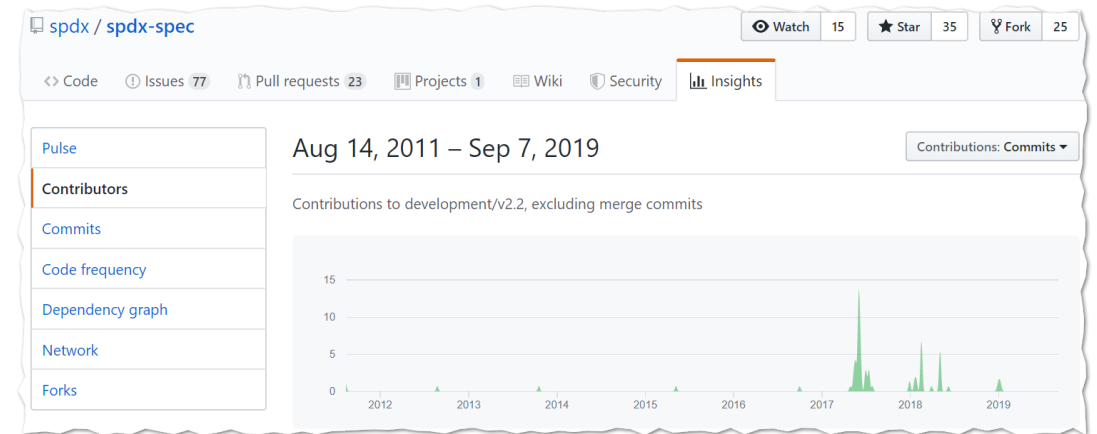 spdx / spdx-spec
Watch 15 Star 35 Fork 25
Code Issues 77 Pull requests 23 Projects 1 Wiki Security Insights
Pulse
Contributors
Commits
Code frequency
Dependency graph
Network
Forks
Aug 14, 2011 – Sep 7, 2019
Contributions: Commits
Contributions to development/v2.2, excluding merge commits
15
10
5
0
2012 2013 2014 2015 2016 2017 2018 2019